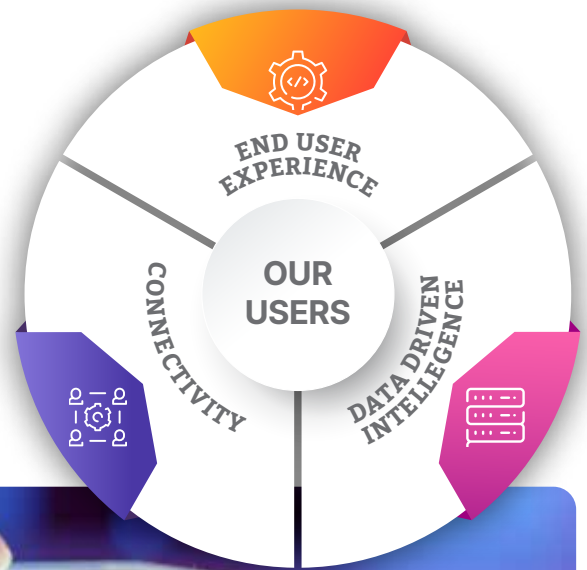 END USER
EXPERIENCE
OUR
USERS
CONNECTIVITY
DATA DRIVEN
INTELLEGENCE